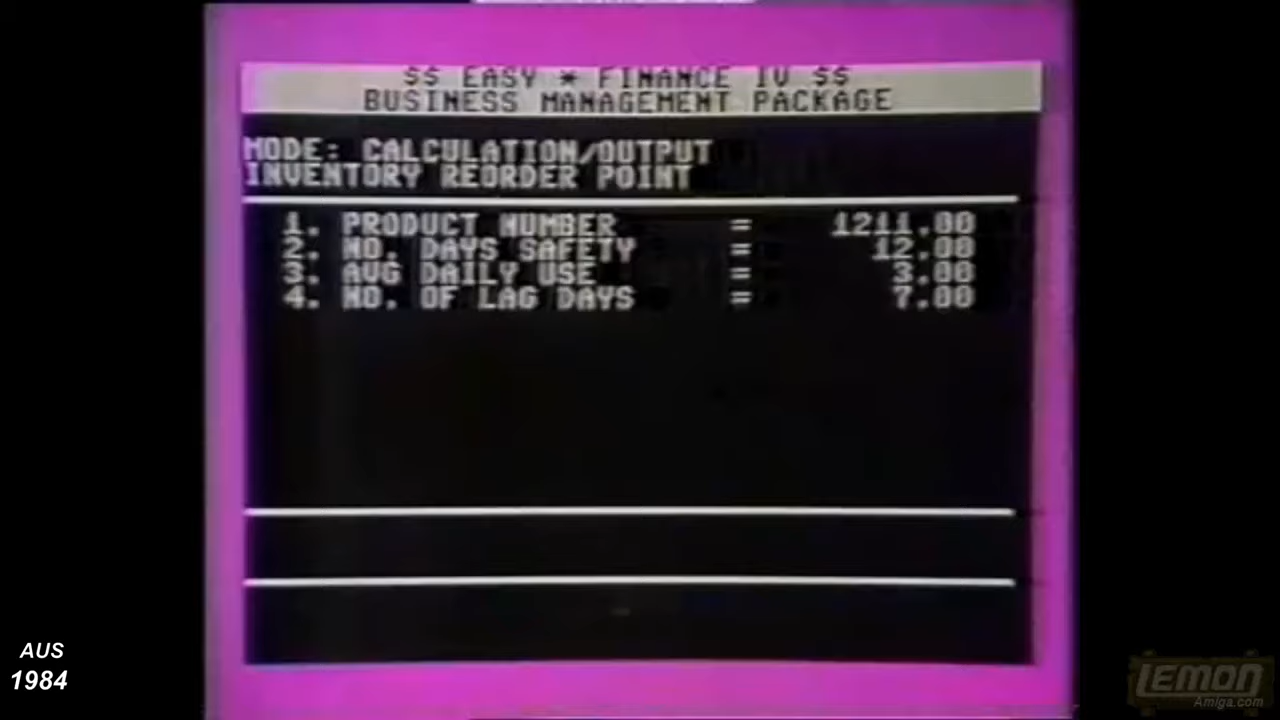 $$ EASY * FINANCE IV $$
BUSINESS MANAGEMENT PACKAGE
MODE: CALCULATION/OUTPUT
INVENTORY REORDER POINT
1. PRODUCT NUMBER = 1211.00
2. NO. DAYS SAFETY = 12.00
3. AVG DAILY USE = 3.00
4. NO. OF LAG DAYS = 7.00
AUS
1984
LEMON
Amiga.com